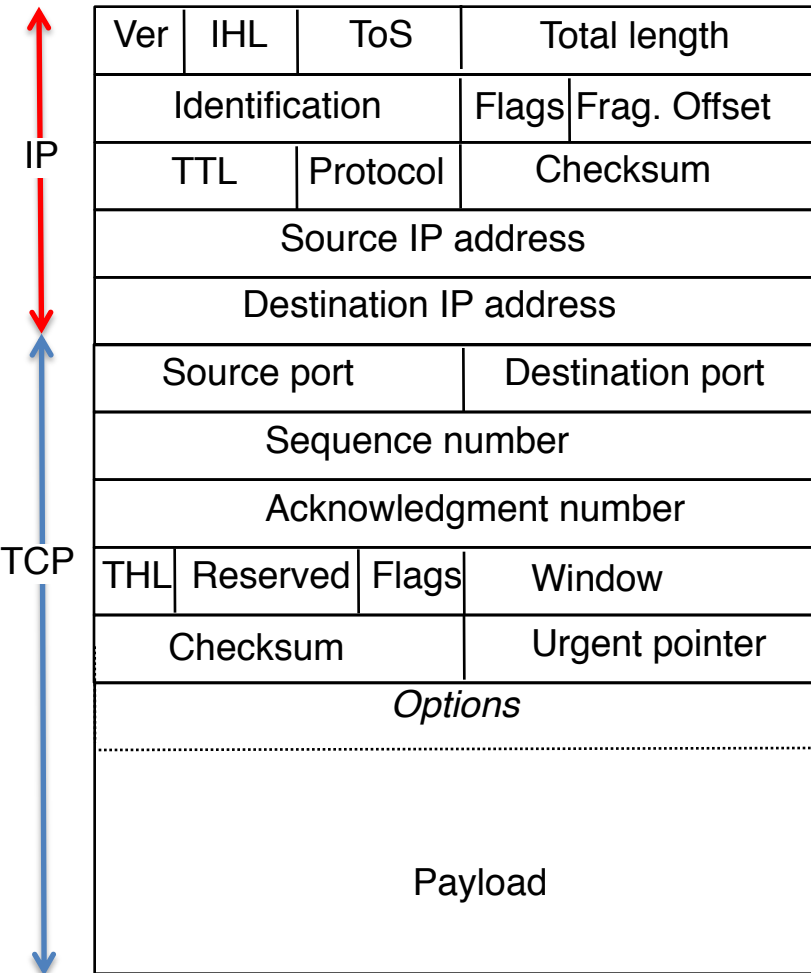 Ver IHL ToS Total length
Identification Flags Frag. Offset
IP
TTL Protocol Checksum
Source IP address
Destination IP address
Source port Destination port
Sequence number
Acknowledgment number
TCP
THL Reserved Flags Window
Checksum Urgent pointer
Options
Payload